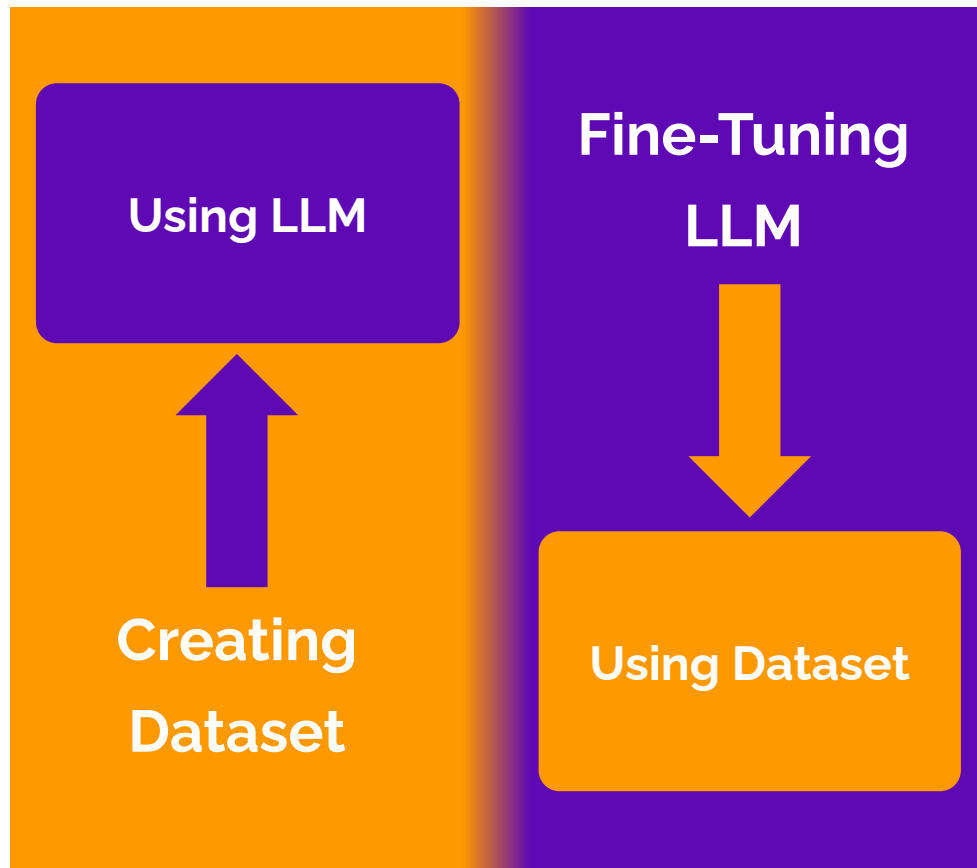 Using LLM
Creating
Dataset
Fine-Tuning
LLM
Using Dataset